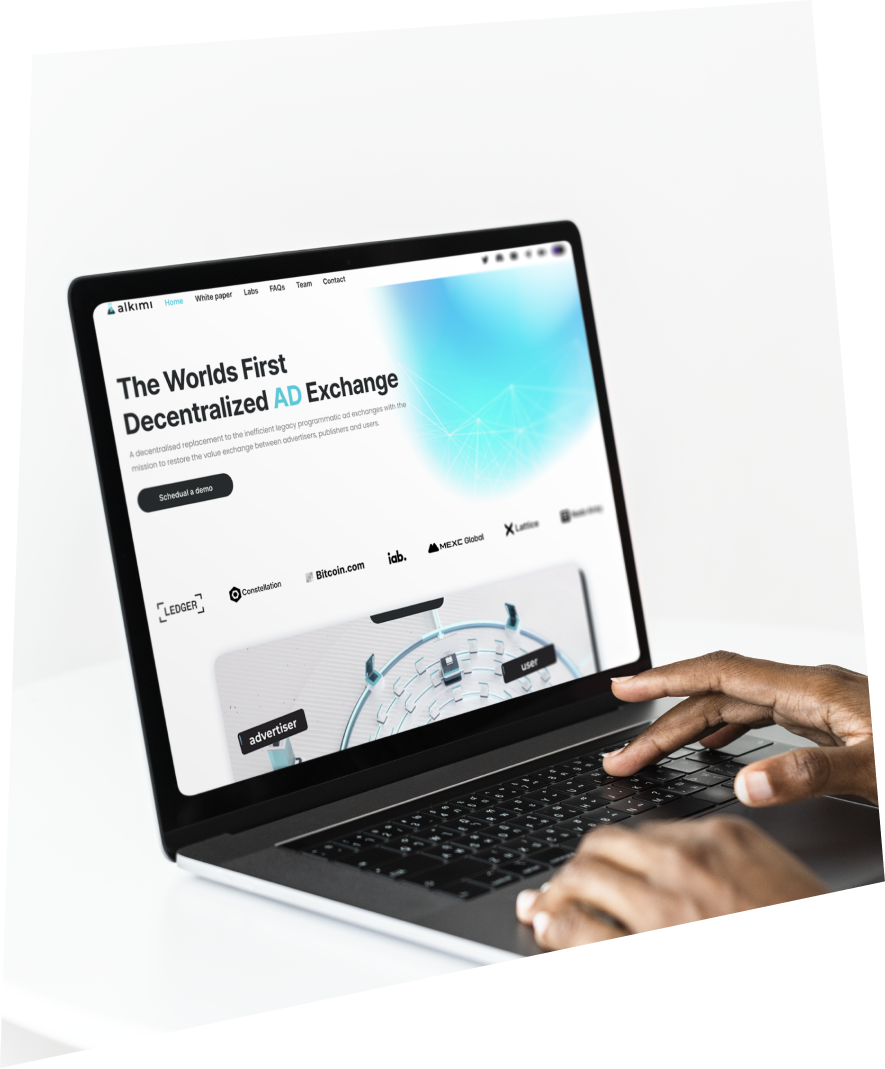 alkimi
Home White paper Labs FAQs Team Contact
The Worlds First
Decentralized AD Exchange
A decentralised replacement to the inefficient legacy programmatic ad exchanges with the
mission to restore the value exchange between advertisers, publishers and users.
Schedual a demo
LEDGER Constellation Bitcoin.com iab. MEXC Global Lattice
user
advertiser